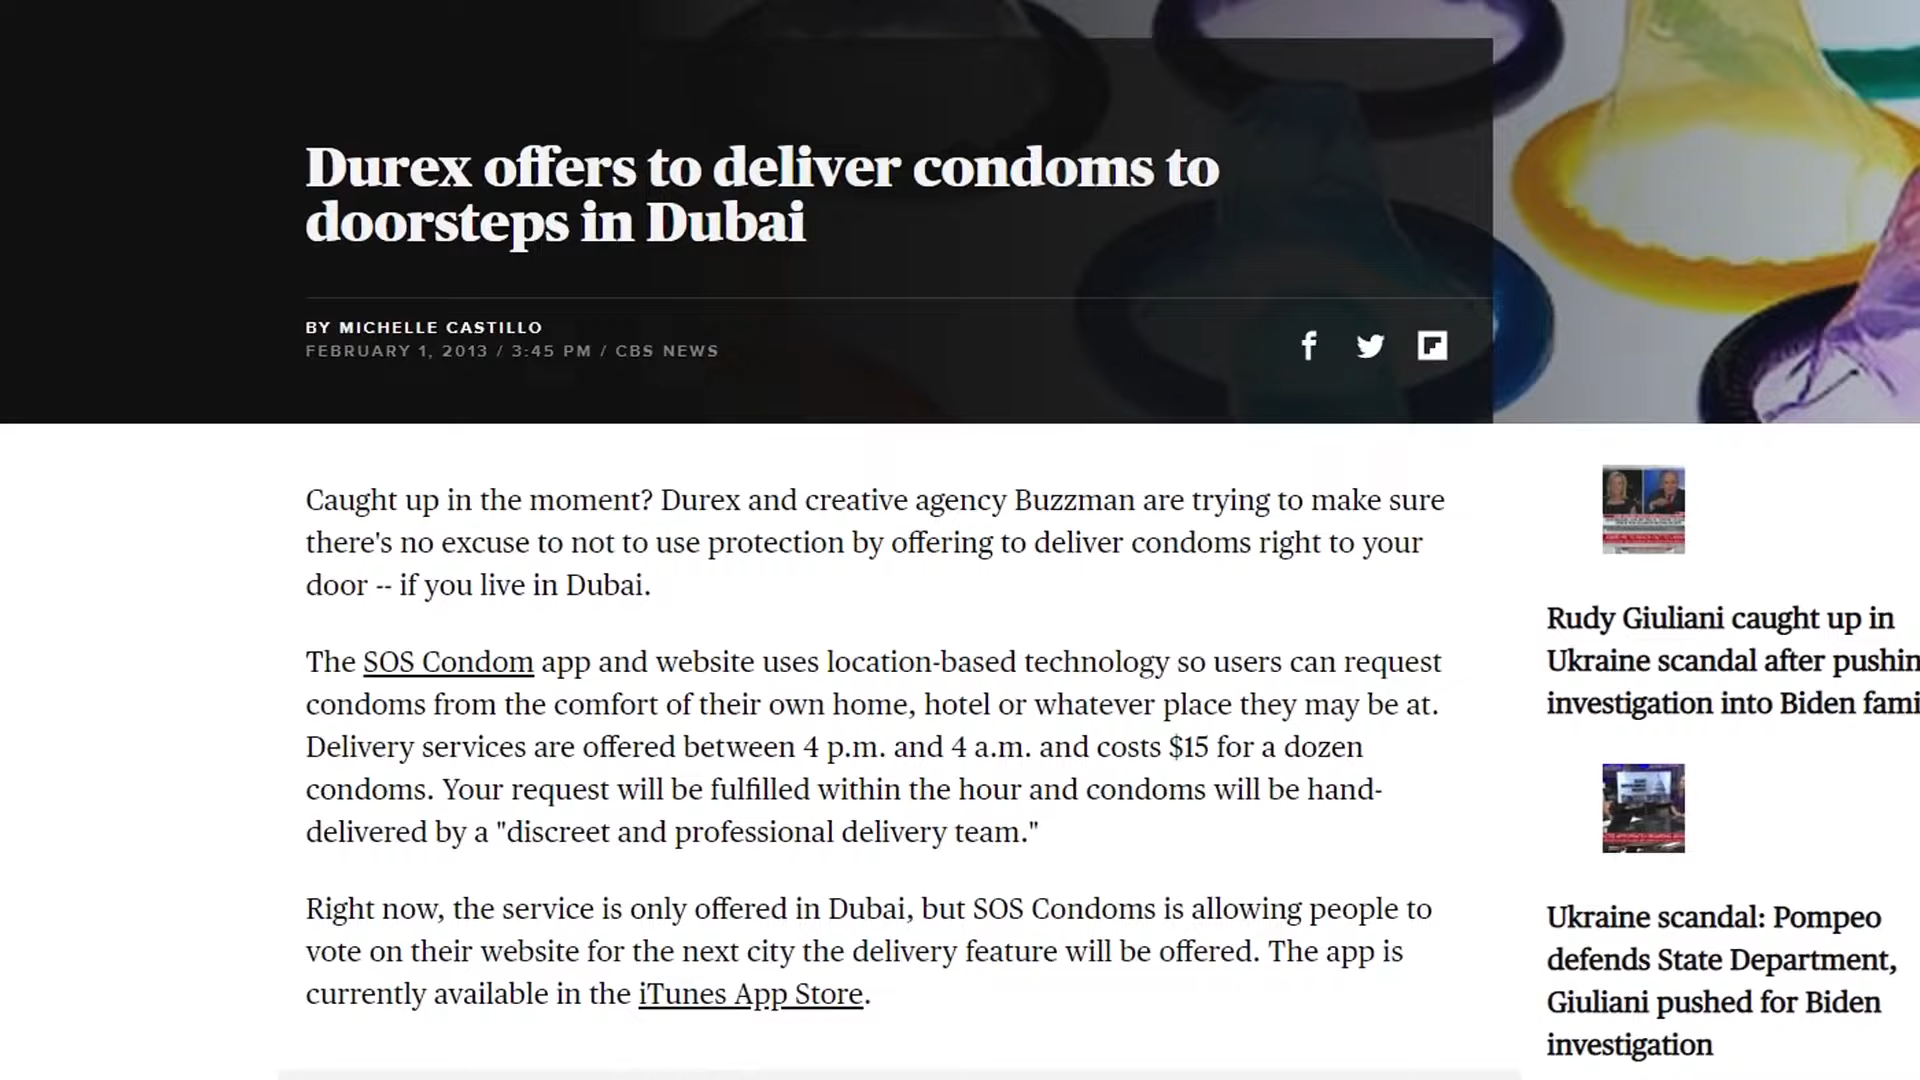 Durex offers to deliver condoms to
doorsteps in Dubai
BY MICHELLE CASTILLO
FEBRUARY 1, 2013 / 3:45 PM / CBS NEWS
Caught up in the moment? Durex and creative agency Buzzman are trying to make sure
there's no excuse to not to use protection by offering to deliver condoms right to your
door -- if you live in Dubai.
The SOS Condom app and website uses location-based technology so users can request
condoms from the comfort of their own home, hotel or whatever place they may be at.
Delivery services are offered between 4 p.m. and 4 a.m. and costs $15 for a dozen
condoms. Your request will be fulfilled within the hour and condoms will be hand-
delivered by a "discreet and professional delivery team."
Right now, the service is only offered in Dubai, but SOS Condoms is allowing people to
vote on their website for the next city the delivery feature will be offered. The app is
currently available in the iTunes App Store.
Rudy Giuliani caught up in
Ukraine scandal after pushin
investigation into Biden fami
Ukraine scandal: Pompeo
defends State Department,
Giuliani pushed for Biden
investigation